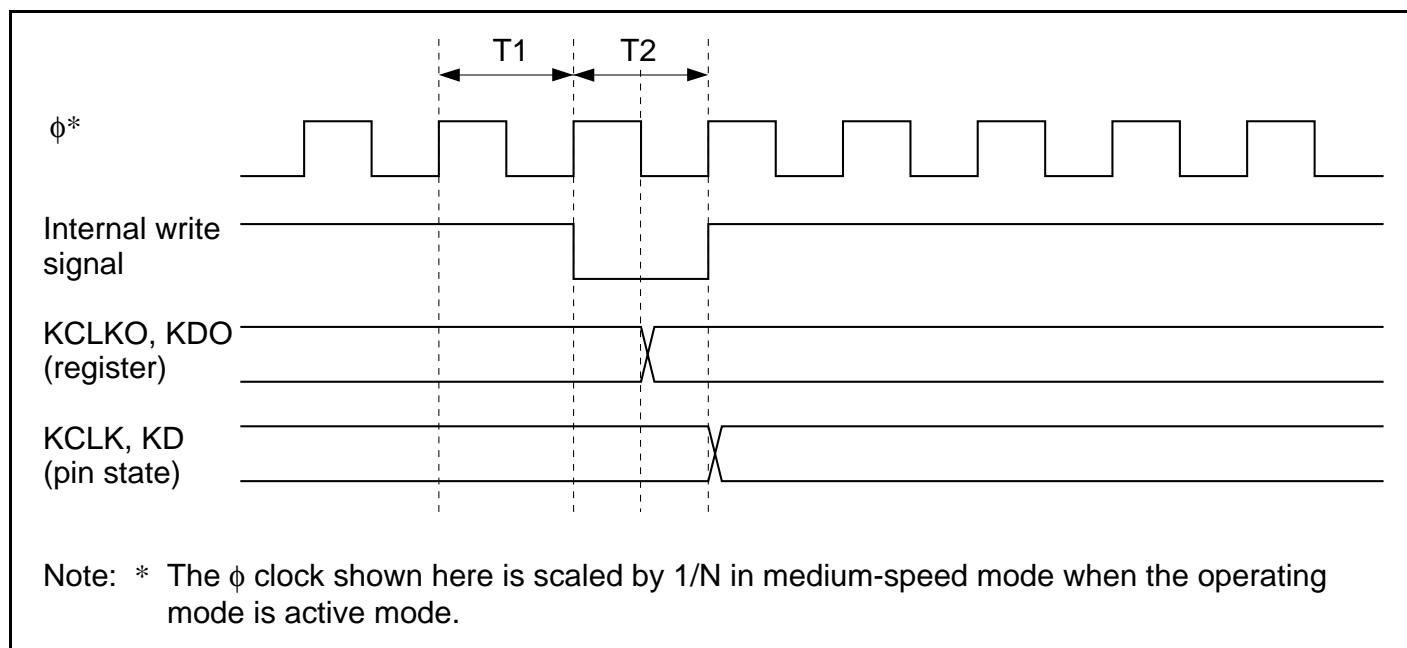 T1 T2
ϕ*
Internal write
signal
KCLKO, KDO
(register)
KCLK, KD
(pin state)
Note: * The ϕ clock shown here is scaled by 1/N in medium-speed mode when the operating
mode is active mode.